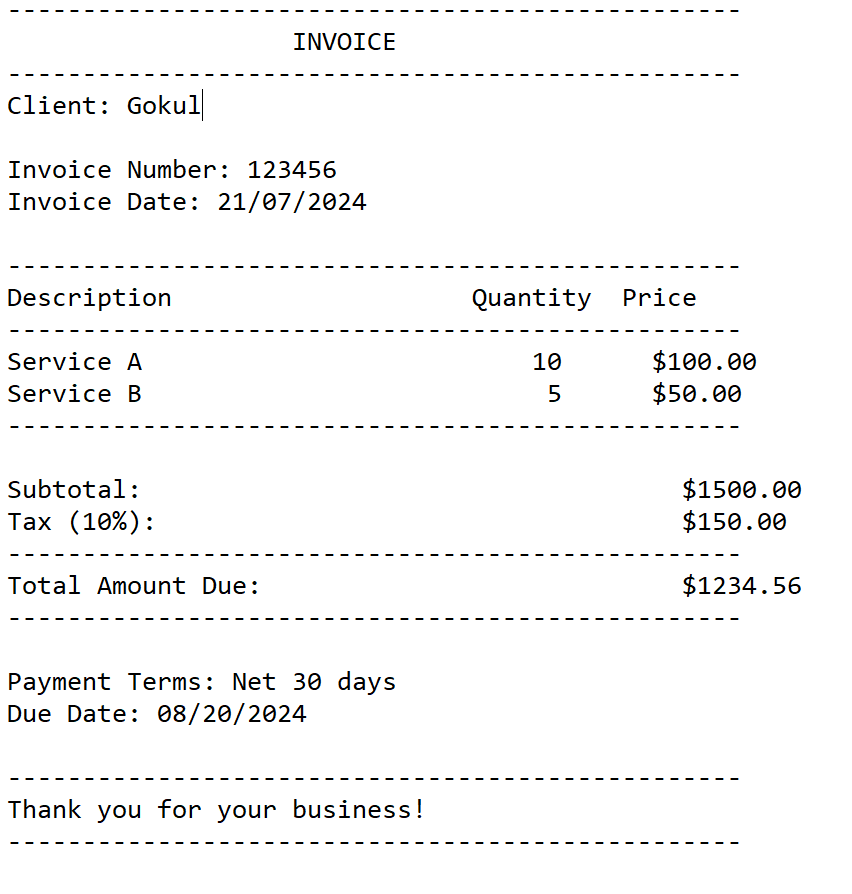 -------------------------------------------------
INVOICE
-------------------------------------------------
Client: Gokul
Invoice Number: 123456
Invoice Date: 21/07/2024
-------------------------------------------------
Description Quantity Price
-------------------------------------------------
Service A 10 $100.00
Service B 5 $50.00
-------------------------------------------------
Subtotal: $1500.00
Tax (10%): $150.00
-------------------------------------------------
Total Amount Due: $1234.56
-------------------------------------------------
Payment Terms: Net 30 days
Due Date: 08/20/2024
-------------------------------------------------
Thank you for your business!
-------------------------------------------------